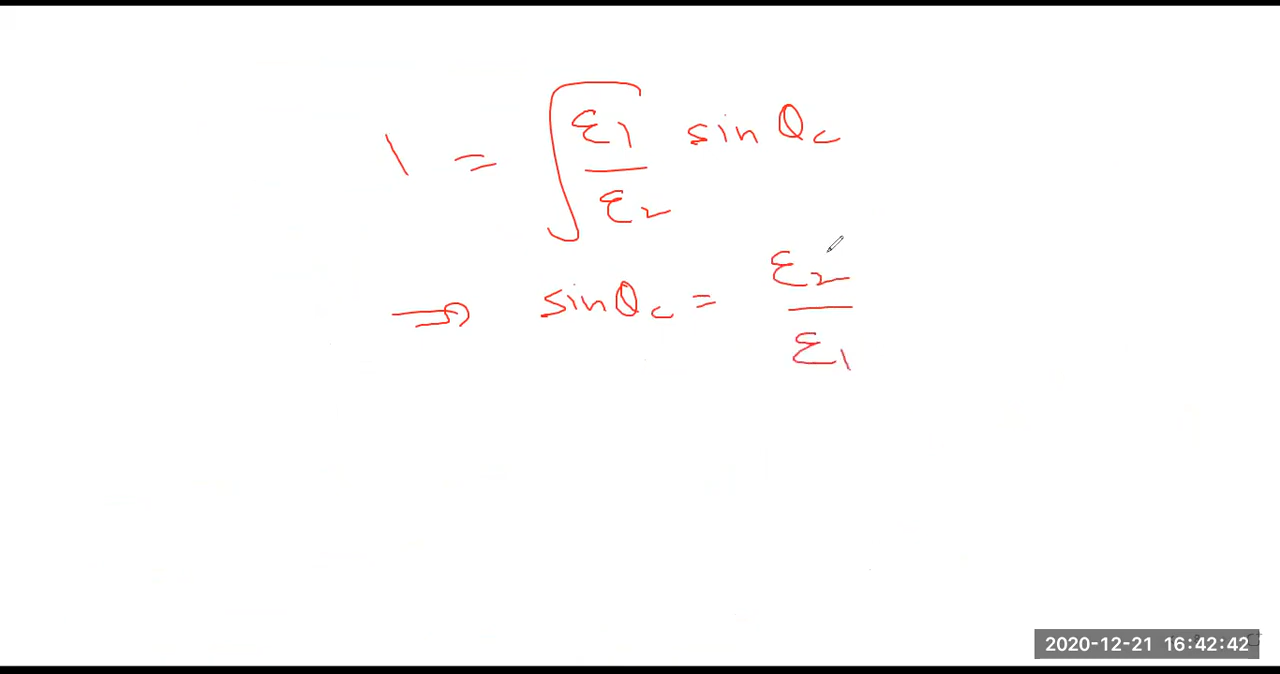 1 = √(ε1/ε2) sin θc
⇒ sin θc = ε2/ε1
2020-12-21 16:42:42